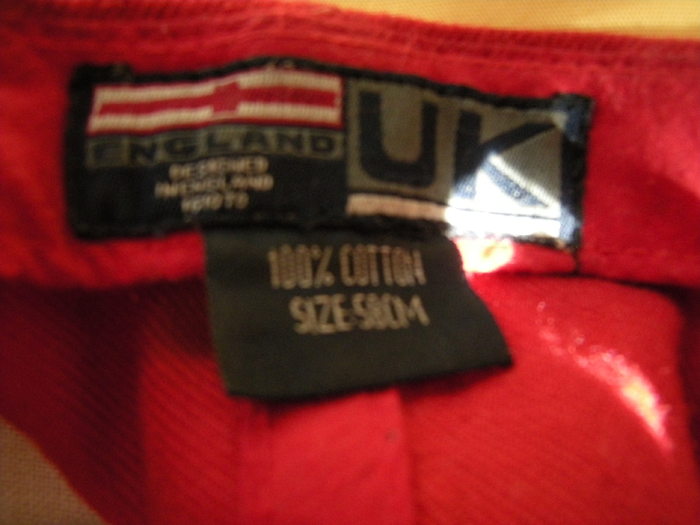 ENGLAND
DESIGNED
IN ENGLAND
UK
100% COTTON
SIZE:58CM